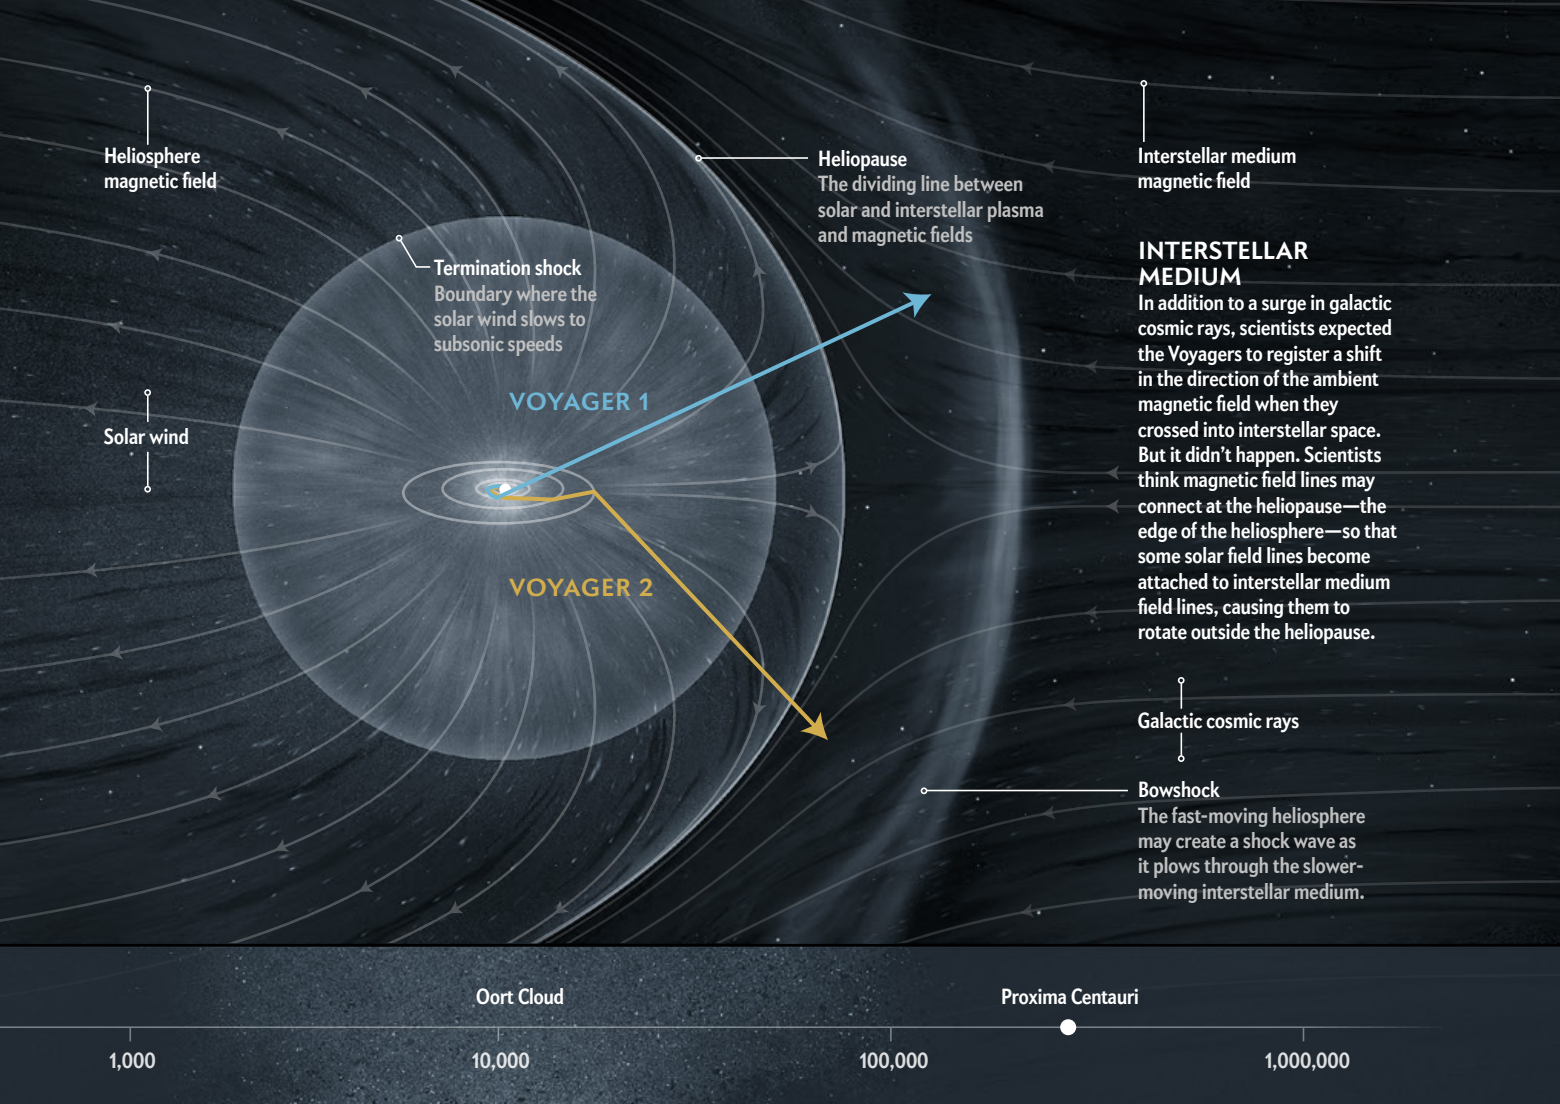 Heliosphere
magnetic field
Heliopause
The dividing line between
solar and interstellar plasma
and magnetic fields
Interstellar medium
magnetic field
Termination shock
Boundary where the
solar wind slows to
subsonic speeds
INTERSTELLAR
MEDIUM
In addition to a surge in galactic
cosmic rays, scientists expected
the Voyagers to register a shift
in the direction of the ambient
magnetic field when they
crossed into interstellar space.
But it didn’t happen. Scientists
think magnetic field lines may
connect at the heliopause—the
edge of the heliosphere—so that
some solar field lines become
attached to interstellar medium
field lines, causing them to
rotate outside the heliopause.
VOYAGER 1
Solar wind
VOYAGER 2
Galactic cosmic rays
Bowshock
The fast-moving heliosphere
may create a shock wave as
it plows through the slower-
moving interstellar medium.
Oort Cloud
Proxima Centauri
1,000
10,000
100,000
1,000,000